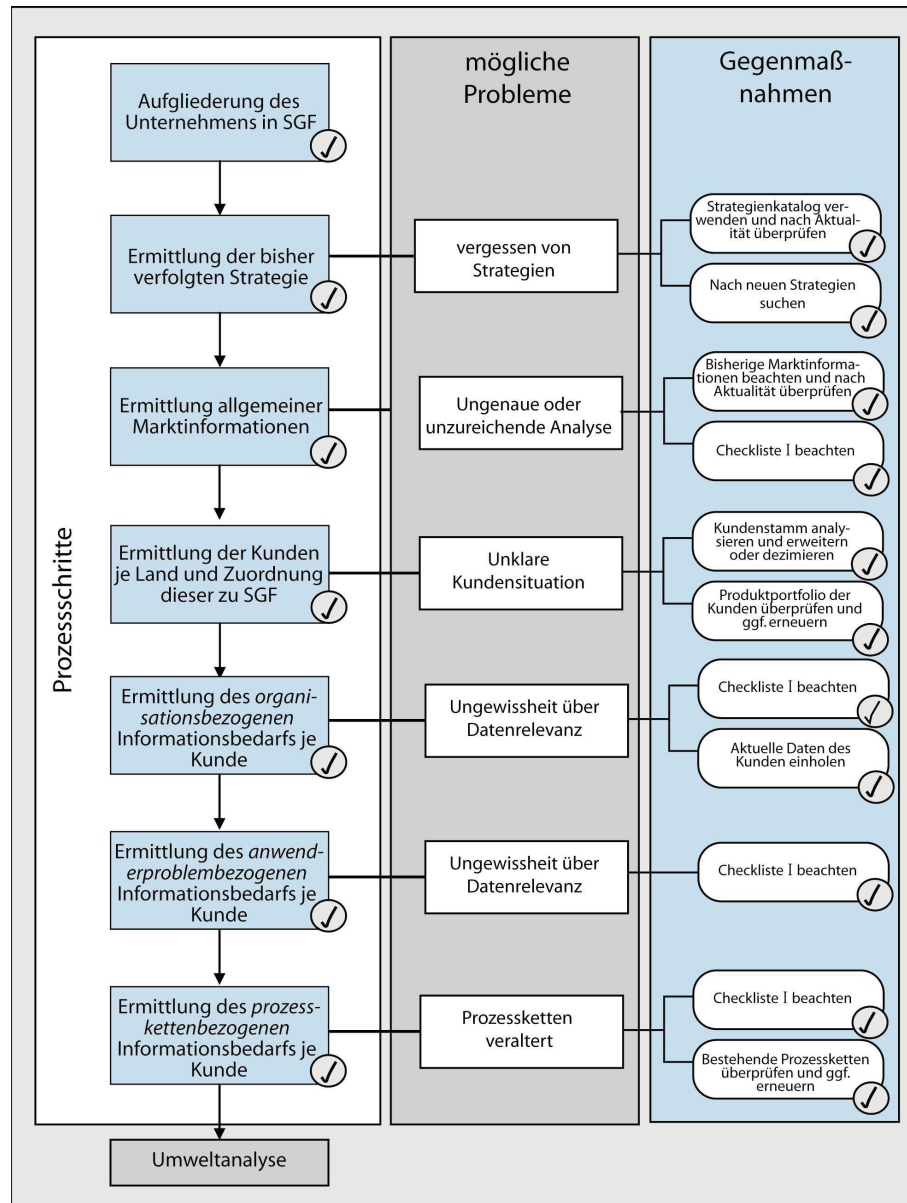 mögliche
Probleme
Gegenmaß-
nahmen
Prozessschritte
Aufgliederung des
Unternehmens in SGF
Ermittlung der bisher
verfolgten Strategie
vergessen von
Strategien
Strategienkatalog ver-
wenden und nach Aktual-
ität überprüfen
Nach neuen Strategien
suchen
Ermittlung allgemeiner
Marktinformationen
Ungenaue oder
unzureichende Analyse
Bisherige Marktinforma-
tionen beachten und nach
Aktualität überprüfen
Checkliste I beachten
Ermittlung der Kunden
je Land und Zuordnung
dieser zu SGF
Unklare
Kundensituation
Kundenstamm analy-
sieren und erweitern
oder dezimieren
Produktportfolio der
Kunden überprüfen und
ggf. erneuern
Ermittlung des organi-
sationsbezogenen
Informationsbedarfs je
Kunde
Ungewissheit über
Datenrelevanz
Checkliste I beachten
Aktuelle Daten des
Kunden einholen
Ermittlung des anwend-
erproblembezogenen
Informationsbedarfs je
Kunde
Ungewissheit über
Datenrelevanz
Checkliste I beachten
Ermittlung des prozess-
kettenbezogenen
Informationsbedarfs je
Kunde
Prozessketten
veraltert
Checkliste I beachten
Bestehende Prozessketten
überprüfen und ggf.
erneuern
Umweltanalyse